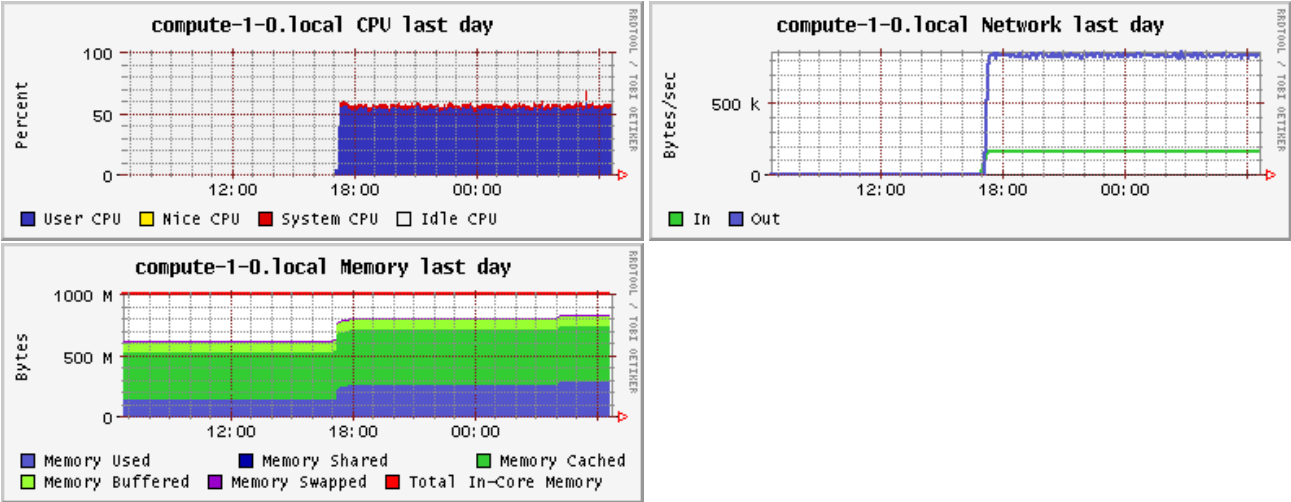 compute-1-0.local CPU last day
RRDTOOL / TOBI OETIKER
Percent
100
50
0
12:00 18:00 00:00
User CPU Nice CPU System CPU Idle CPU
compute-1-0.local Network last day
RRDTOOL / TOBI OETIKER
Bytes/sec
500 k
0
12:00 18:00 00:00
In Out
compute-1-0.local Memory last day
RRDTOOL / TOBI OETIKER
Bytes
1000 M
500 M
0
12:00 18:00 00:00
Memory Used Memory Shared Memory Cached
Memory Buffered Memory Swapped Total In-Core Memory